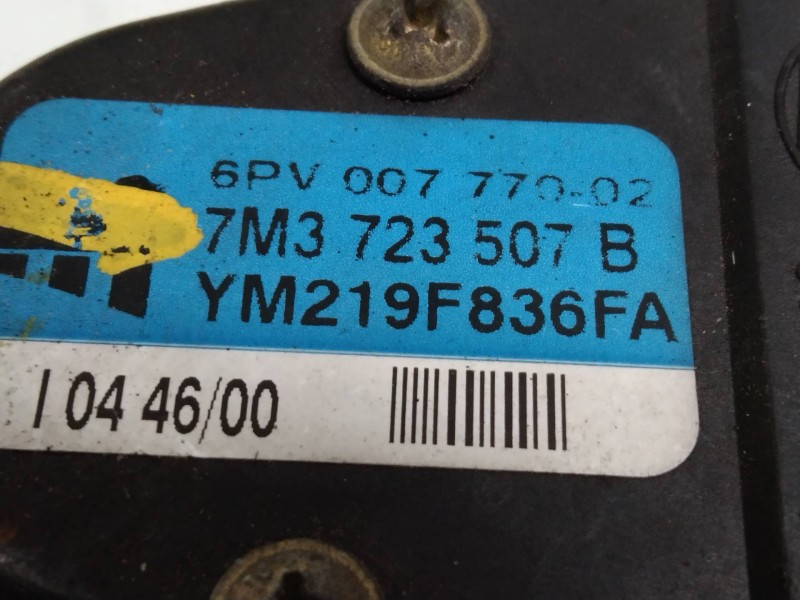 6PV 007 770-02
7M3 723 507 B
YM219F836FA
I 04 46/00